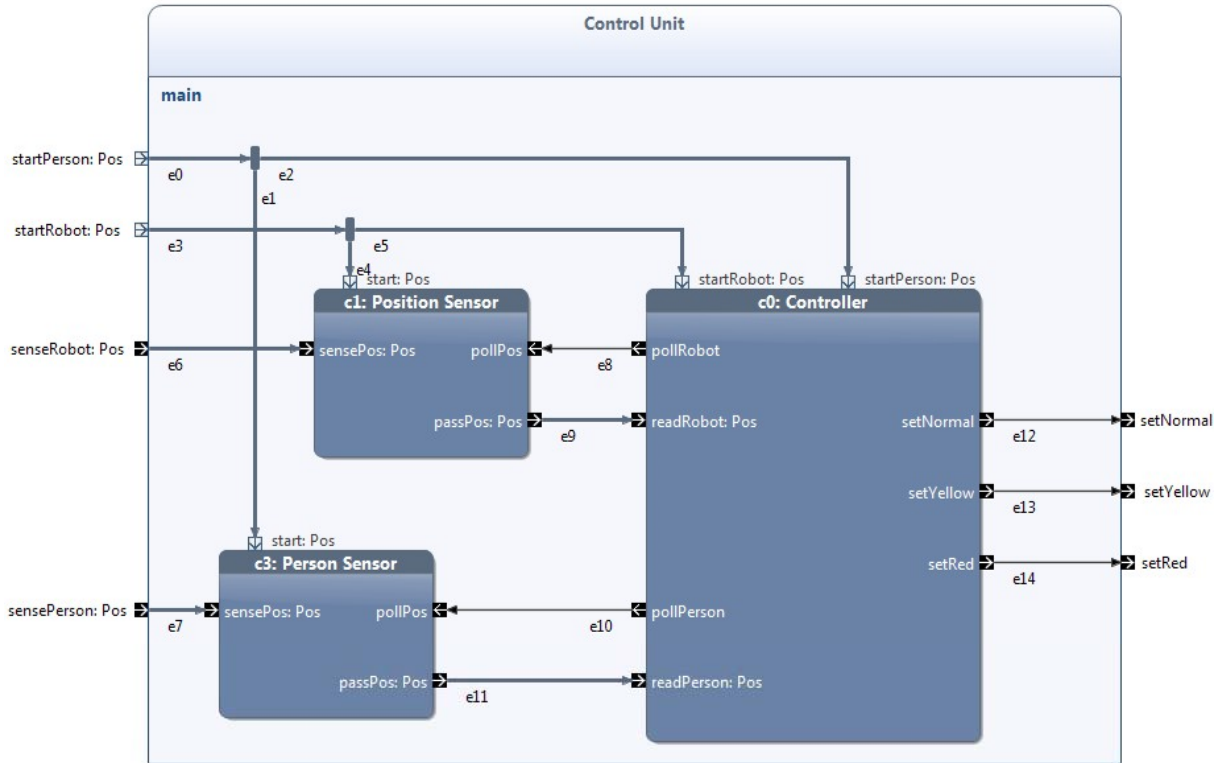 Control Unit
main
startPerson: Pos
e0
e2
e1
startRobot: Pos
e3
e5
e4
start: Pos
startRobot: Pos
startPerson: Pos
c1: Position Sensor
c0: Controller
senseRobot: Pos
sensePos: Pos
pollPos
pollRobot
e6
e8
passPos: Pos
readRobot: Pos
setNormal
setNormal
e9
e12
setYellow
setYellow
e13
start: Pos
c3: Person Sensor
setRed
setRed
e14
sensePerson: Pos
sensePos: Pos
pollPos
pollPerson
e7
e10
passPos: Pos
readPerson: Pos
e11